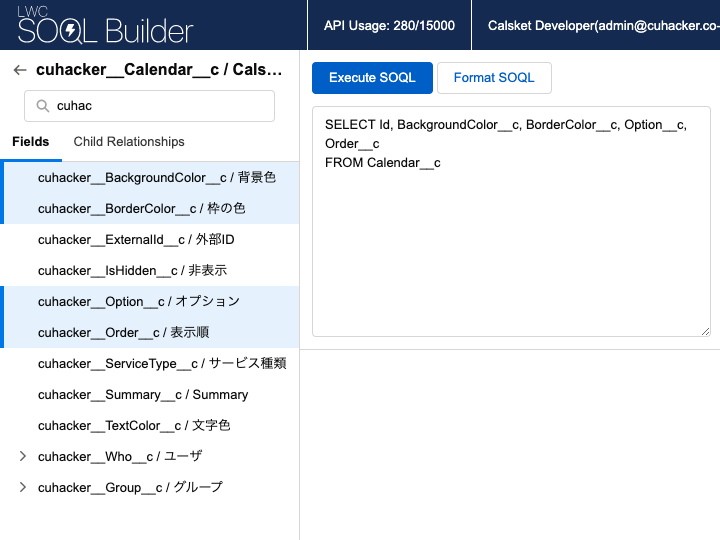 LWC
SOQL Builder
API Usage: 280/15000
Calsket Developer(admin@cuhacker.co-
cuhacker__Calendar__c / Cals...
cuhac
Fields
Child Relationships
cuhacker__BackgroundColor__c / 背景色
cuhacker__BorderColor__c / 枠の色
cuhacker__ExternalId__c / 外部ID
cuhacker__IsHidden__c / 非表示
cuhacker__Option__c / オプション
cuhacker__Order__c / 表示順
cuhacker__ServiceType__c / サービス種類
cuhacker__Summary__c / Summary
cuhacker__TextColor__c / 文字色
cuhacker__Who__c / ユーザ
cuhacker__Group__c / グループ
Execute SOQL
Format SOQL
SELECT Id, BackgroundColor__c, BorderColor__c, Option__c,
Order__c
FROM Calendar__c